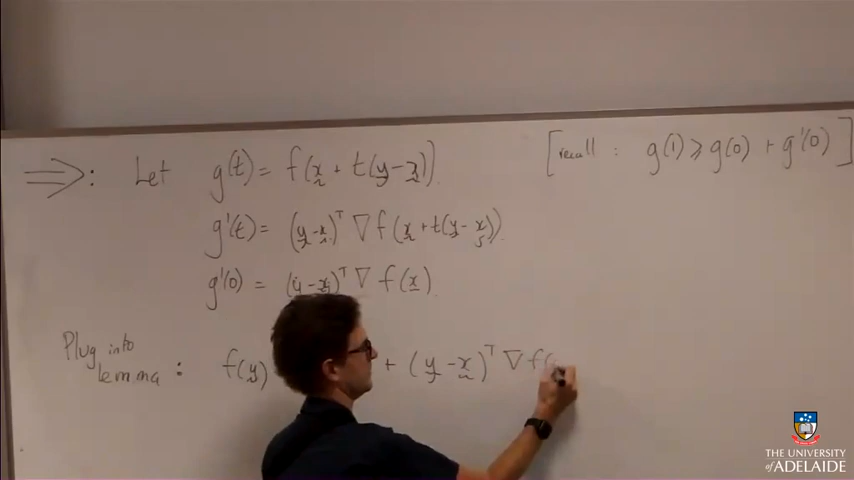 ⟹: Let g(t) = f(x + t(y-x)) [recall : g(1) ≥ g(0) + g'(0)]
g'(t) = (y-x)ᵀ ∇f(x+t(y-x))
g'(0) = (y-x)ᵀ ∇f(x)
Plug into lemma : f(y) + (y-x)ᵀ ∇f(
THE UNIVERSITY
of ADELAIDE